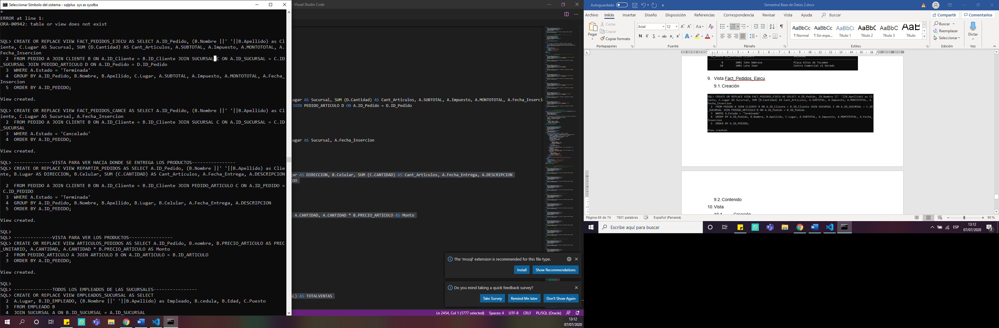 Seleccionar Símbolo del sistema - sqlplus  sys as sysdba
*
ERROR at line 1:
ORA-00942: table or view does not exist
SQL> CREATE OR REPLACE VIEW FACT_PEDIDOS_EJECU AS SELECT A.ID_Pedido, (B.Nombre ||' '||B.Apellido) as Cl
iente, C.Lugar AS Sucursal, SUM (D.Cantidad) AS Cant_Articulos, A.SUBTOTAL, A.Impuesto, A.MONTOTOTAL, A.
Fecha_Insercion
2  FROM PEDIDO A JOIN CLIENTE B ON A.ID_Cliente = B.ID_Cliente JOIN SUCURSAL C ON A.ID_SUCURSAL = C.ID
_SUCURSAL JOIN PEDIDO_ARTICULO D ON A.ID_Pedido = D.ID_Pedido
3  WHERE A.Estado = 'Terminada'
4  GROUP BY A.ID_Pedido, B.Nombre, B.Apellido, C.Lugar, A.SUBTOTAL, A.Impuesto, A.MONTOTOTAL, A.Fecha_
Insercion
5  ORDER BY A.ID_PEDIDO;
View created.
SQL> CREATE OR REPLACE VIEW FACT_PEDIDOS_CANCE AS SELECT A.ID_Pedido, (B.Nombre ||' '||B.Apellido) as Cl
iente, C.Lugar AS Sucursal, A.Fecha_Insercion
2  FROM PEDIDO A JOIN CLIENTE B ON A.ID_Cliente = B.ID_Cliente JOIN SUCURSAL C ON A.ID_SUCURSAL = C.ID
_SUCURSAL
3  WHERE A.Estado = 'Cancelado'
4  ORDER BY A.ID_PEDIDO;
View created.
SQL> --------------VISTA PARA VER HACIA DONDE SE ENTREGA LOS PRODUCTOS----------------
SQL> CREATE OR REPLACE VIEW REPARTIR_PEDIDOS AS SELECT A.ID_Pedido, (B.Nombre ||' '||B.Apellido) as Clie
nte, B.Lugar AS DIRECCION, B.Celular, SUM (C.CANTIDAD) AS Cant_Articulos, A.Fecha_Entrega, A.DESCRIPCION
2  FROM PEDIDO A JOIN CLIENTE B ON A.ID_Cliente = B.ID_Cliente JOIN PEDIDO_ARTICULO C ON A.ID_PEDIDO =
C.ID_PEDIDO
3  WHERE A.Estado = 'Terminada'
4  GROUP BY A.ID_Pedido, B.Nombre, B.Apellido, B.Lugar, B.Celular, A.Fecha_Entrega, A.DESCRIPCION
5  ORDER BY A.ID_PEDIDO;
View created.
SQL>
SQL> --------------VISTA PARA VER LOS PRODUCTOS----------------
SQL> CREATE OR REPLACE VIEW ARTICULOS_PEDIDOS AS SELECT A.ID_Pedido, B.nombre, B.PRECIO_ARTICULO AS PREC
_UNITARIO, A.CANTIDAD, A.CANTIDAD * B.PRECIO_ARTICULO AS Monto
2  FROM PEDIDO_ARTICULO A JOIN ARTICULO B ON A.ID_ARTICULO = B.ID_ARTICULO
3  ORDER BY A.ID_PEDIDO;
View created.
SQL>
SQL> --------------TODOS LOS EMPLEADOS DE LAS SUCURSALES----------------
SQL> CREATE OR REPLACE VIEW EMPLEADOS_SUCURSAL AS SELECT
2  A.Lugar, B.ID_EMPLEADO, (B.Nombre ||' '||B.Apellido) as Empleado, B.cedula, B.Edad, C.Puesto
3  FROM EMPLEADO B
4  JOIN SUCURSAL A ON B.ID_SUCURSAL = A.ID_SUCURSAL
13:12
07/07/2020
- Visual Studio Code
ugar AS Sucursal, SUM (D.Cantidad) AS Cant_Articulos, A.SUBTOTAL, A.Impuesto, A.MONTOTOTAL, A.Fecha_Inserci
JOIN PEDIDO_ARTICULO D ON A.ID_Pedido = D.ID_Pedido
ugar AS Sucursal, A.Fecha_Insercion
gar AS DIRECCION, B.Celular, SUM (C.CANTIDAD) AS Cant_Articulos, A.Fecha_Entrega, A.DESCRIPCION
DO
A.CANTIDAD, A.CANTIDAD * B.PRECIO_ARTICULO AS Monto
AL) AS TOTALVENTAS
The 'mssql' extension is recommended for this file type.
Install
Show Recommendations
Do you mind taking a quick feedback survey?
Take Survey
Remind Me later
Don't Show Again
Ln 2454, Col 1 (1777 selected)
Spaces: 4
UTF-8
CRLF
PL/SQL (Oracle)
Autoguardado
Semestral Base de Datos 2.docx
Archivo Inicio Insertar Diseño Disposición Referencias Correspondencia Revisar Vista Ayuda Buscar
Compartir
Comentarios
Pegar
Cortar
Copiar
Copiar formato
Portapapeles
Arial 12
N K S ab x₂ x²
Fuente
Párrafo
AaBbCc AaBbCc AaBbCc AaBbC AaBbC AaB
¶ Normal ¶ Sin espa... Título 1 Título 2 Título 3 Título
Estilos
Buscar
Reemplazar
Seleccionar
Edición
Dictar
Voz
ID_VENTA ID_EMPLEADO CLIENTE SUCURSAL
8 2001 John Ambrose Plaza Altos de Tocumen
10 1001 Lara Jean Centro Comercial el Dorado
9. Vista Fact_Pedidos_Ejecu
9.1. Creación
SQL> CREATE OR REPLACE VIEW FACT_PEDIDOS_EJECU AS SELECT A.ID_Pedido, (B.Nombre ||' '||B.Apellido) as Cl
iente, C.Lugar AS Sucursal, SUM (D.Cantidad) AS Cant_Articulos, A.SUBTOTAL, A.Impuesto, A.MONTOTOTAL, A.
Fecha_Insercion
2  FROM PEDIDO A JOIN CLIENTE B ON A.ID_Cliente = B.ID_Cliente JOIN SUCURSAL C ON A.ID_SUCURSAL = C.ID
_SUCURSAL JOIN PEDIDO_ARTICULO D ON A.ID_Pedido = D.ID_Pedido
3  WHERE A.Estado = 'Terminada'
4  GROUP BY A.ID_Pedido, B.Nombre, B.Apellido, C.Lugar, A.SUBTOTAL, A.Impuesto, A.MONTOTOTAL, A.Fecha_
Insercion
5  ORDER BY A.ID_PEDIDO;
View created.
9.2. Contenido
10. Vista
10.1. Creación
Página 69 de 74
7601 palabras
Español (Panamá)
90 %
Escribe aquí para buscar
ESP
13:12
07/07/2020
2